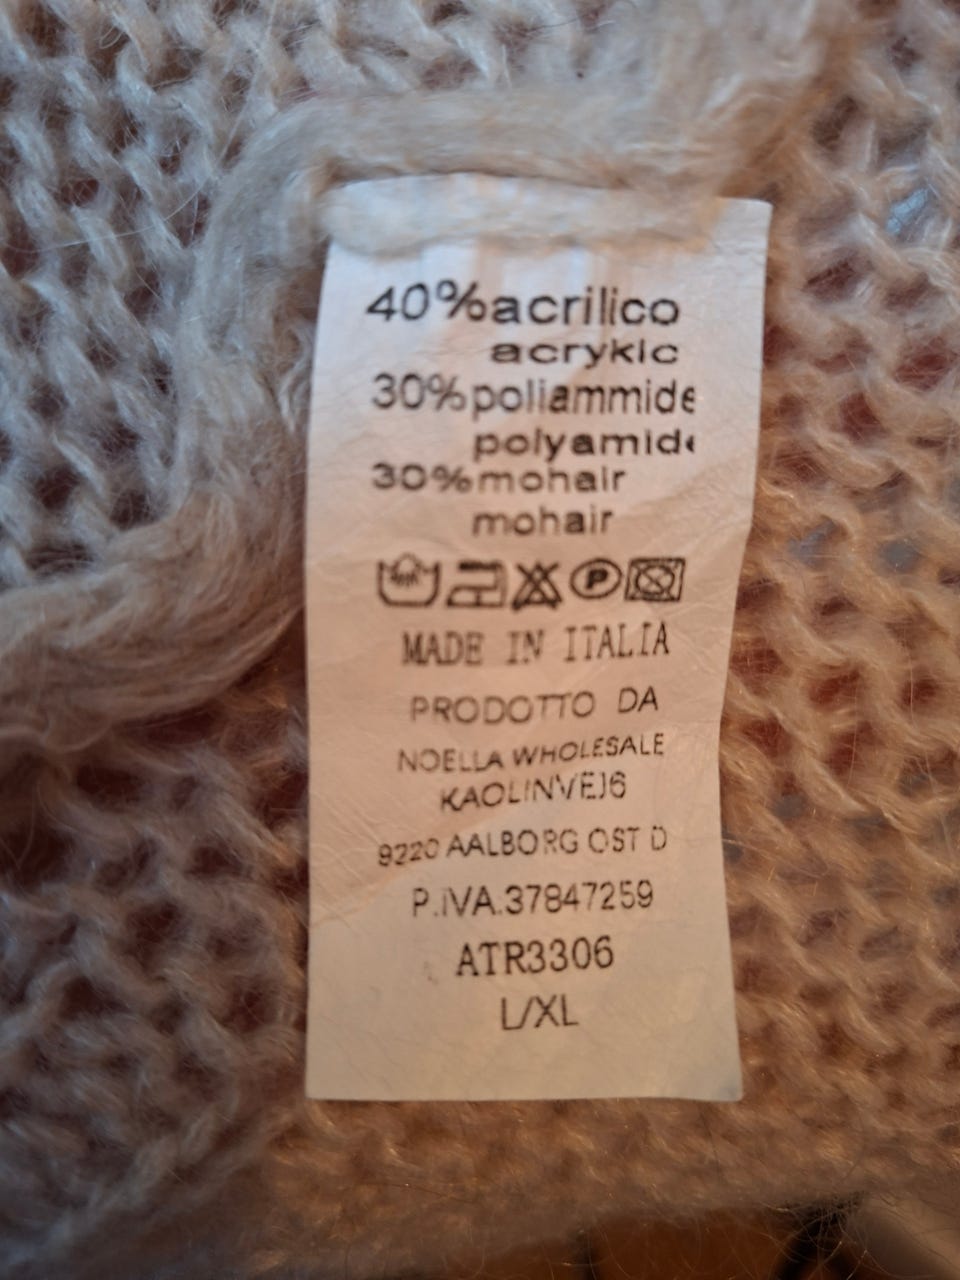 40%acrilico
acrykic
30%poliammide
polyamide
30%mohair
mohair
P
MADE IN ITALIA
PRODOTTO DA
NOELLA WHOLESALE
KAOLINVEJ6
9220 AALBORG OST D
P.IVA.37847259
ATR3306
L/XL